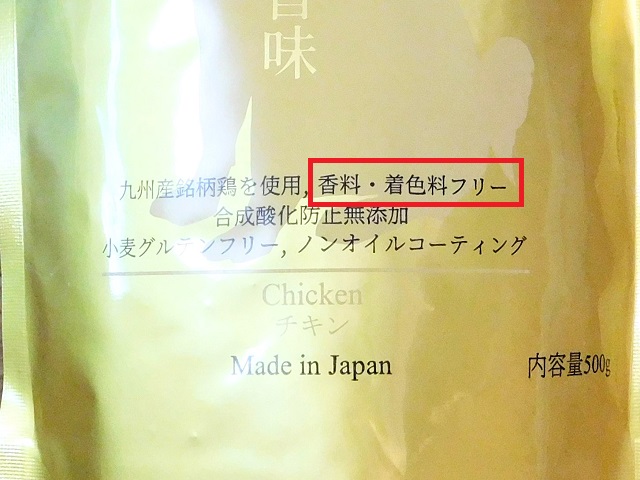 味
九州産銘柄鶏を使用, 香料・着色料フリー
合成酸化防止無添加
小麦グルテンフリー, ノンオイルコーティング
Chicken
チキン
Made in Japan
内容量500g